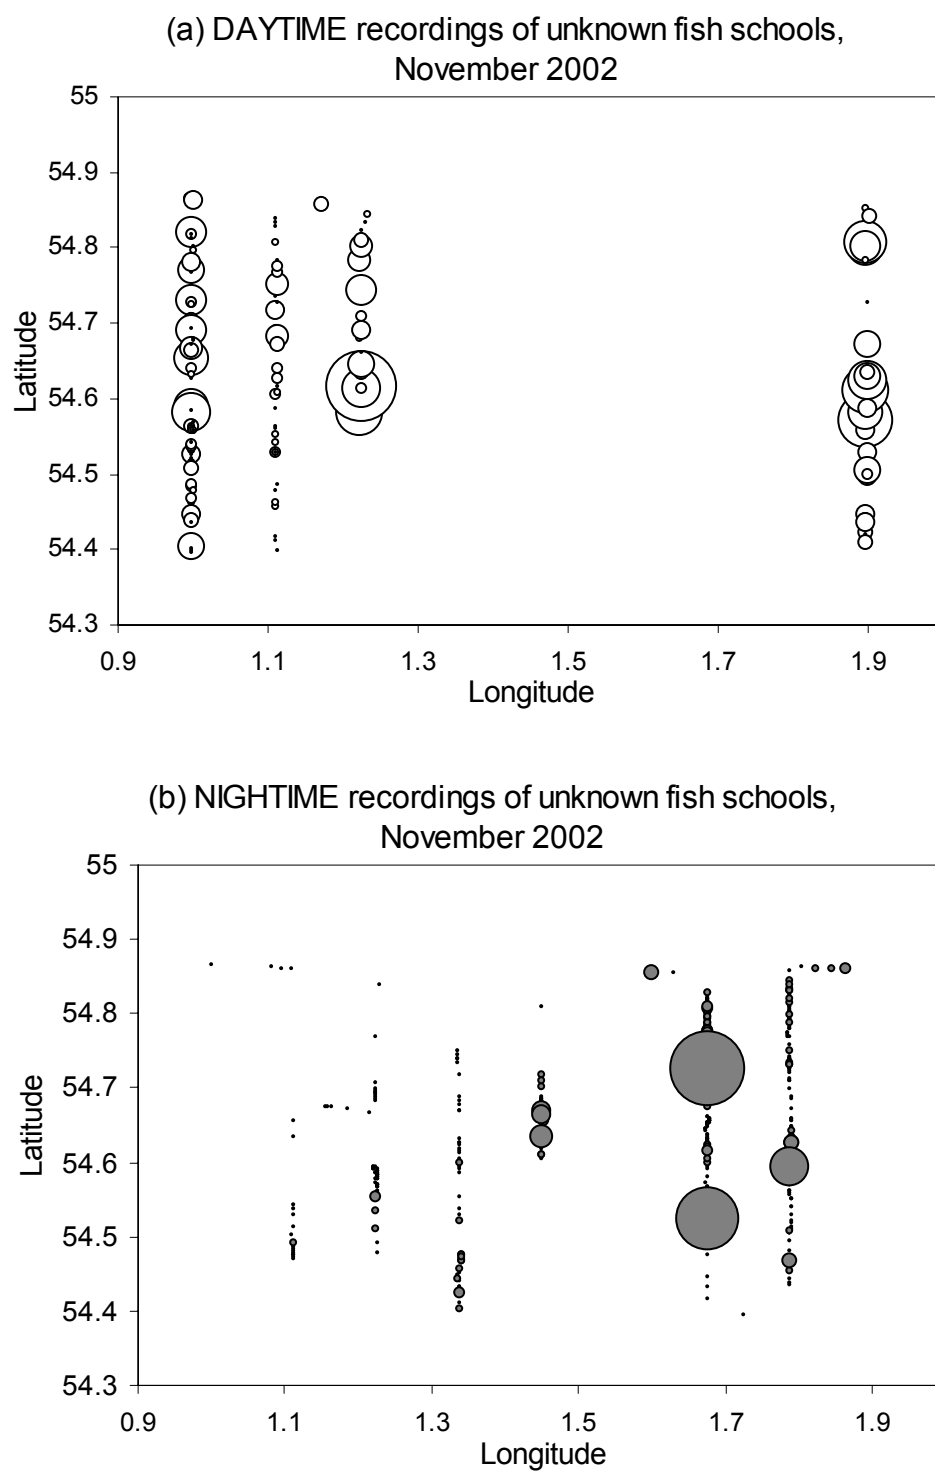 (a) DAYTIME recordings of unknown fish schools,
November 2002
55
54.9
54.8
54.7
54.6
54.5
54.4
54.3
Latitude
0.9 1.1 1.3 1.5 1.7 1.9
Longitude
(b) NIGHTIME recordings of unknown fish schools,
November 2002
55
54.9
54.8
54.7
54.6
54.5
54.4
54.3
Latitude
0.9 1.1 1.3 1.5 1.7 1.9
Longitude